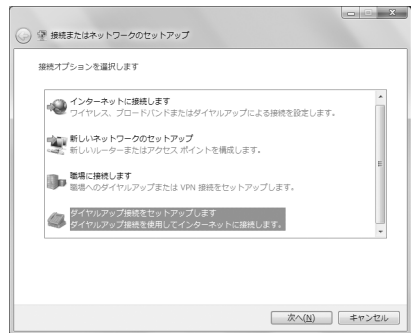 接続またはネットワークのセットアップ
接続オプションを選択します
インターネットに接続します
ワイヤレス、ブロードバンドまたはダイヤルアップによる接続を設定します。
新しいネットワークのセットアップ
新しいルーターまたはアクセス ポイントを構成します。
職場に接続します
職場へのダイヤルアップまたは VPN 接続をセットアップします。
ダイヤルアップ接続をセットアップします
ダイヤルアップ接続を使用してインターネットに接続します。
次へ(N)
キャンセル